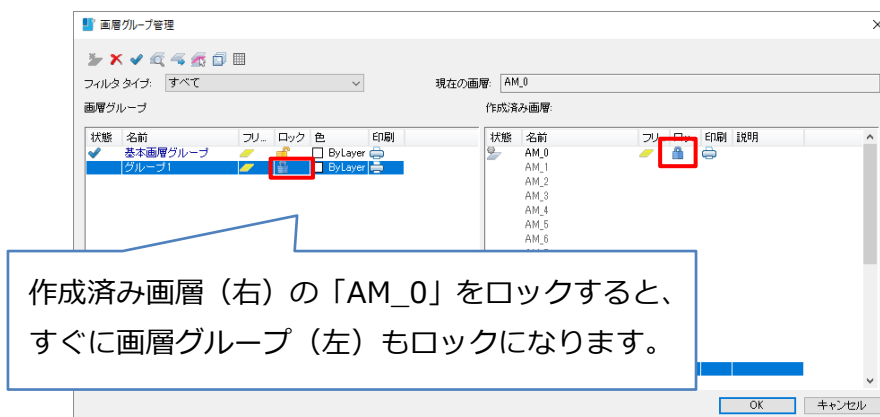 画層グループ管理
フィルタ タイプ: すべて
現在の画層: AM_0
画層グループ
作成済み画層:
状態 名前 フリ... ロック 色 印刷
基本画層グループ ByLayer
グループ1 ByLayer
状態 名前 フリ... ロッ... 印刷 説明
AM_0
AM_1
AM_2
AM_3
AM_4
AM_5
AM_6
作成済み画層（右）の「AM_0」をロックすると、
すぐに画層グループ（左）もロックになります。
OK キャンセル